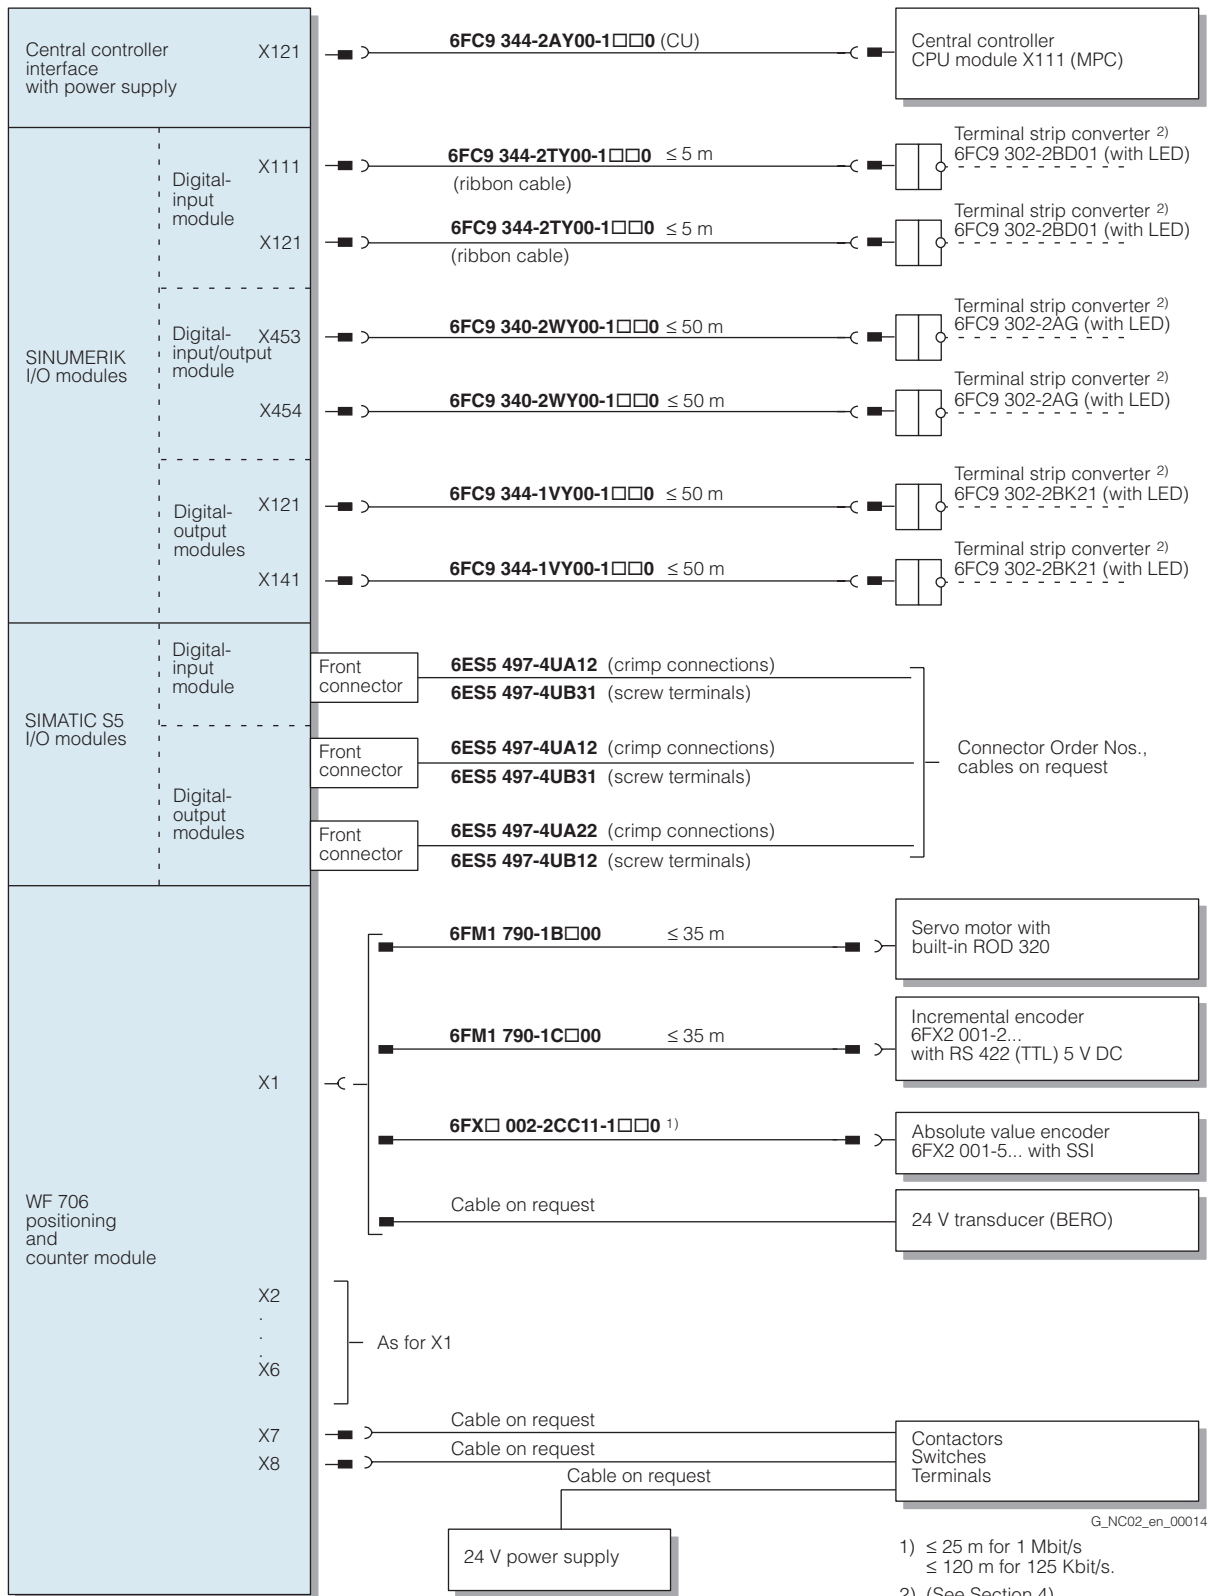 Central controller
interface
with power supply
X121
6FC9 344-2AY00-1□□0 (CU)
Central controller
CPU module X111 (MPC)
SINUMERIK
I/O modules
Digital-
input
module
X111
6FC9 344-2TY00-1□□0 ≤ 5 m
(ribbon cable)
Terminal strip converter 2)
6FC9 302-2BD01 (with LED)
X121
6FC9 344-2TY00-1□□0 ≤ 5 m
(ribbon cable)
Terminal strip converter 2)
6FC9 302-2BD01 (with LED)
Digital-
input/output
module
X453
6FC9 340-2WY00-1□□0 ≤ 50 m
Terminal strip converter 2)
6FC9 302-2AG (with LED)
X454
6FC9 340-2WY00-1□□0 ≤ 50 m
Terminal strip converter 2)
6FC9 302-2AG (with LED)
Digital-
output
modules
X121
6FC9 344-1VY00-1□□0 ≤ 50 m
Terminal strip converter 2)
6FC9 302-2BK21 (with LED)
X141
6FC9 344-1VY00-1□□0 ≤ 50 m
Terminal strip converter 2)
6FC9 302-2BK21 (with LED)
SIMATIC S5
I/O modules
Digital-
input
module
Front
connector
6ES5 497-4UA12 (crimp connections)
6ES5 497-4UB31 (screw terminals)
Digital-
output
modules
Front
connector
6ES5 497-4UA12 (crimp connections)
6ES5 497-4UB31 (screw terminals)
Front
connector
6ES5 497-4UA22 (crimp connections)
6ES5 497-4UB12 (screw terminals)
Connector Order Nos.,
cables on request
WF 706
positioning
and
counter module
X1
6FM1 790-1B□00 ≤ 35 m
Servo motor with
built-in ROD 320
6FM1 790-1C□00 ≤ 35 m
Incremental encoder
6FX2 001-2...
with RS 422 (TTL) 5 V DC
6FX□ 002-2CC11-1□□0 1)
Absolute value encoder
6FX2 001-5... with SSI
Cable on request
24 V transducer (BERO)
X2
.
.
.
X6
As for X1
X7
Cable on request
X8
Cable on request
Cable on request
Contactors
Switches
Terminals
24 V power supply
G_NC02_en_00014
1) ≤ 25 m for 1 Mbit/s
≤ 120 m for 125 Kbit/s.
2) (See Section 4)